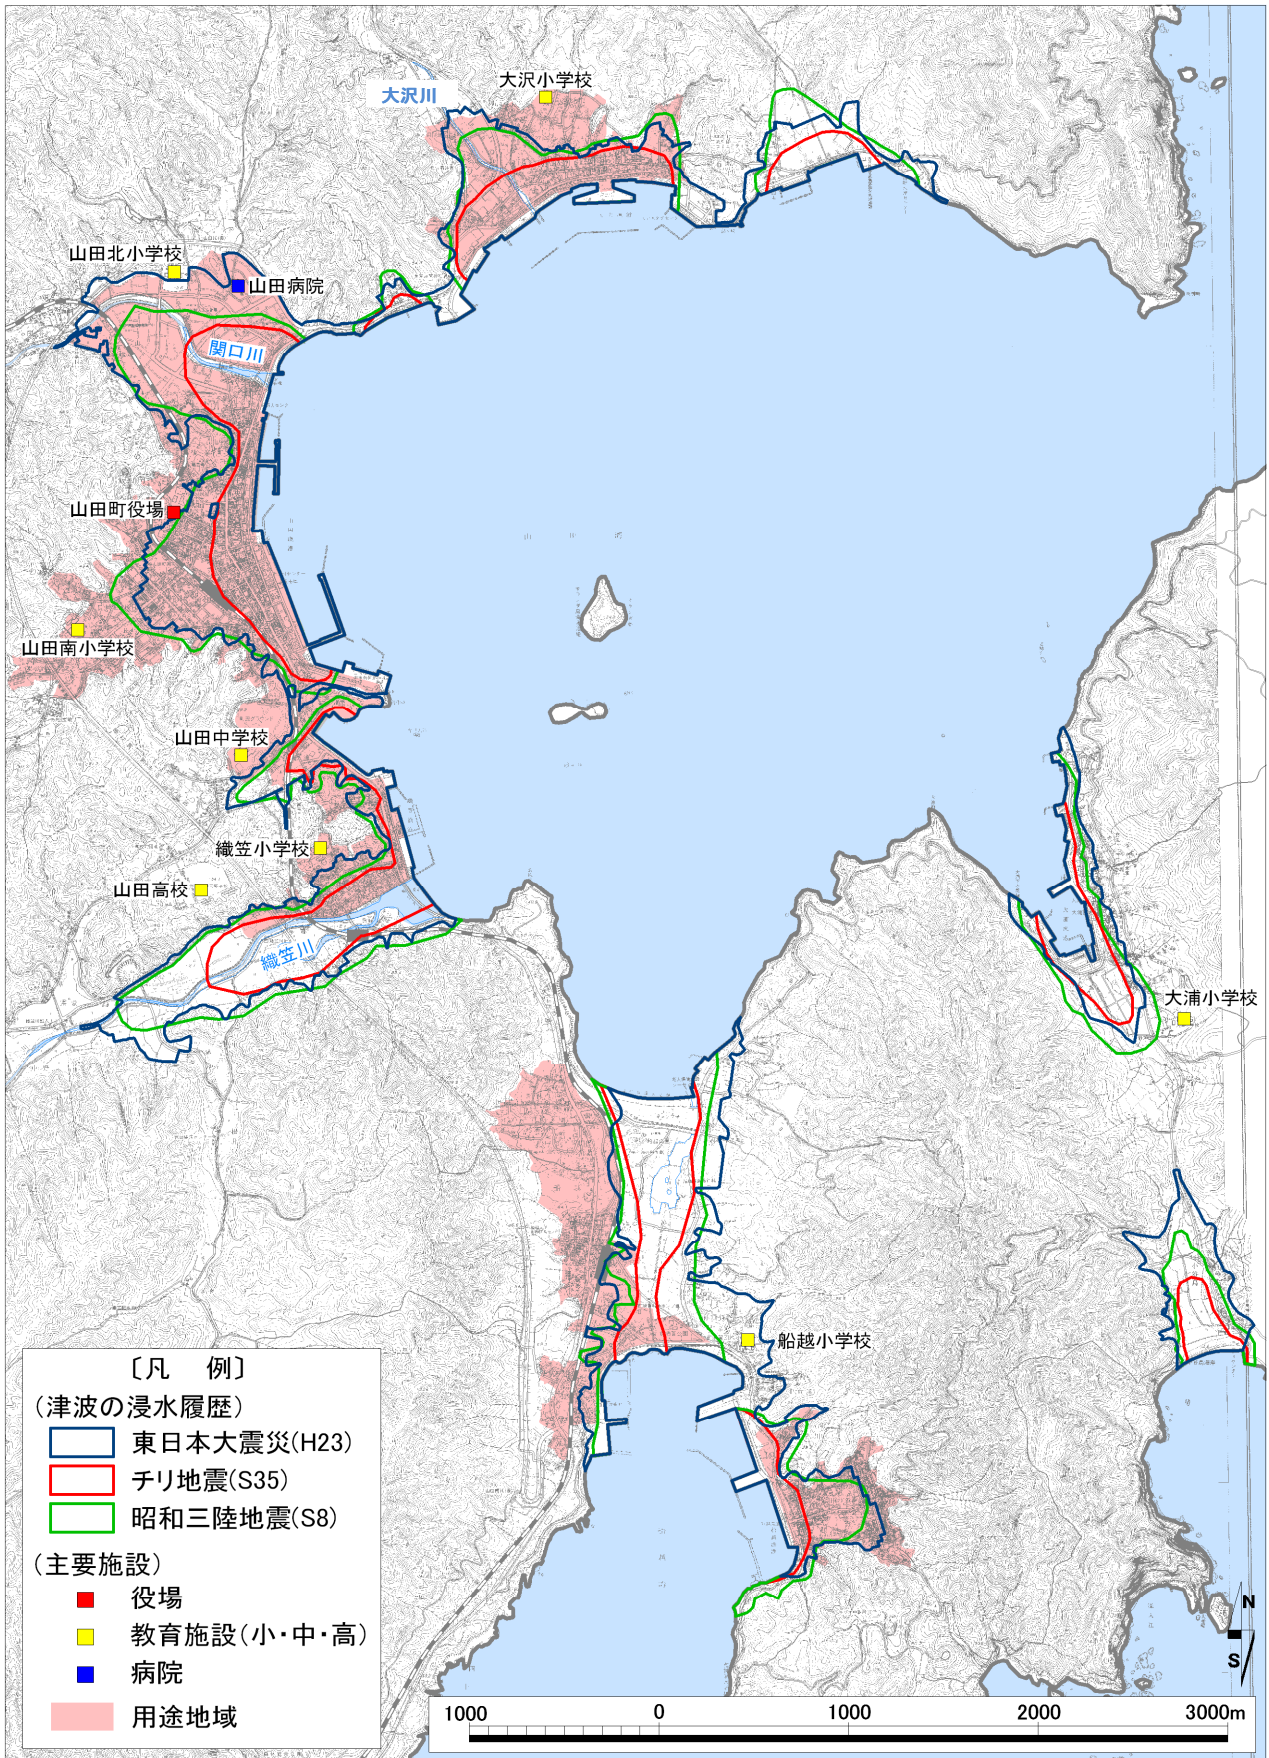 大沢小学校
大沢川
山田北小学校
山田病院
関口川
山田町役場
山田南小学校
山田中学校
織笠小学校
山田高校
織笠川
大浦小学校
船越小学校
〔凡 例〕
(津波の浸水履歴)
東日本大震災(H23)
チリ地震(S35)
昭和三陸地震(S8)
(主要施設)
役場
教育施設(小・中・高)
病院
用途地域
N
S
1000 0 1000 2000 3000m